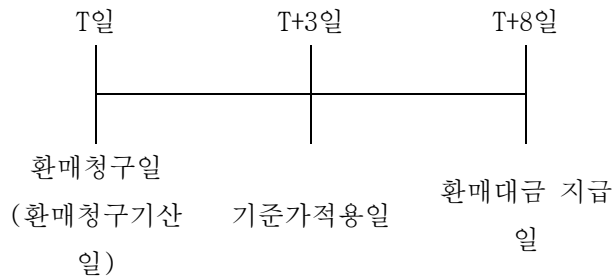 T일
T+3일
T+8일
환매청구일
(환매청구기산
일)
기준가적용일
환매대금 지급
일